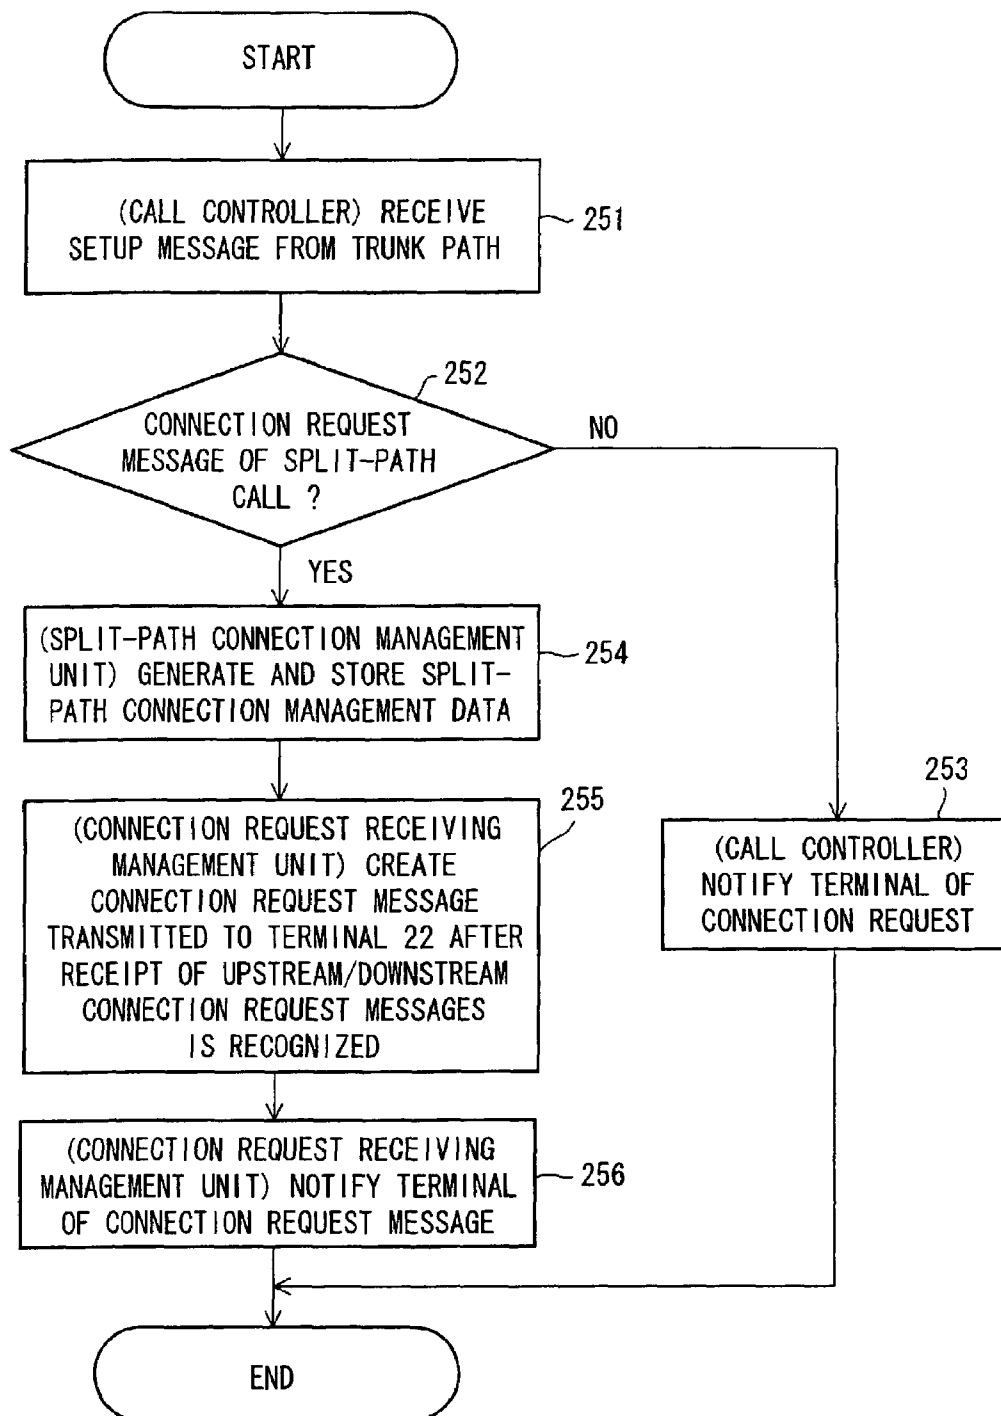 START
(CALL CONTROLLER) RECEIVE
SETUP MESSAGE FROM TRUNK PATH
251
252
CONNECTION REQUEST
MESSAGE OF SPLIT-PATH
CALL ?
NO
YES
(SPLIT-PATH CONNECTION MANAGEMENT
UNIT) GENERATE AND STORE SPLIT-
PATH CONNECTION MANAGEMENT DATA
254
255
(CONNECTION REQUEST RECEIVING
MANAGEMENT UNIT) CREATE
CONNECTION REQUEST MESSAGE
TRANSMITTED TO TERMINAL 22 AFTER
RECEIPT OF UPSTREAM/DOWNSTREAM
CONNECTION REQUEST MESSAGES
IS RECOGNIZED
253
(CALL CONTROLLER)
NOTIFY TERMINAL OF
CONNECTION REQUEST
(CONNECTION REQUEST RECEIVING
MANAGEMENT UNIT) NOTIFY TERMINAL
OF CONNECTION REQUEST MESSAGE
256
END